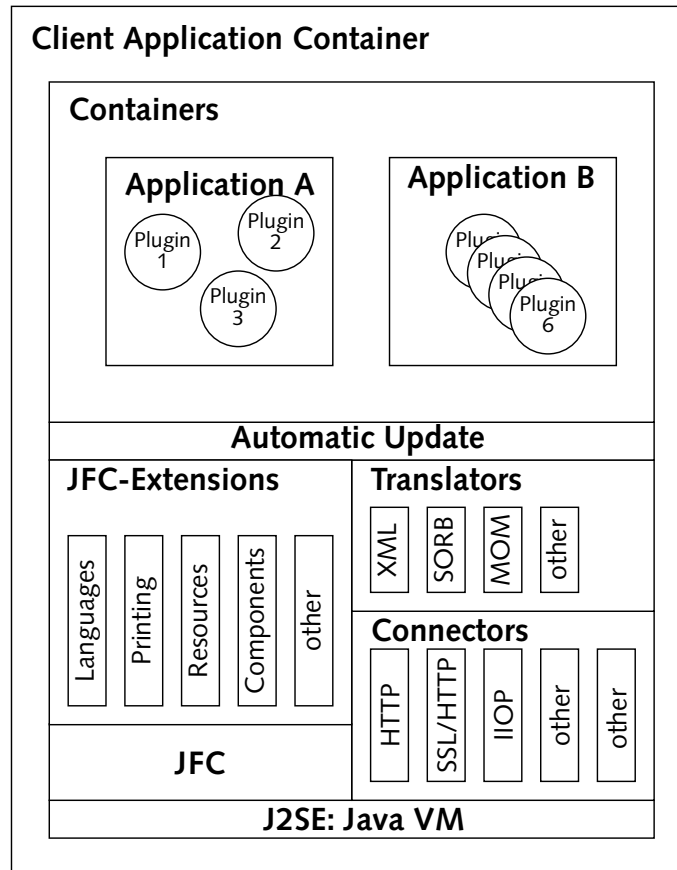 Client Application Container
Containers
Application A
Plugin
1
Plugin
2
Plugin
3
Application B
Plugin
6
Automatic Update
JFC-Extensions
Languages
Printing
Resources
Components
other
JFC
Translators
XML
SORB
MOM
other
Connectors
HTTP
SSL/HTTP
IIOP
other
other
J2SE: Java VM